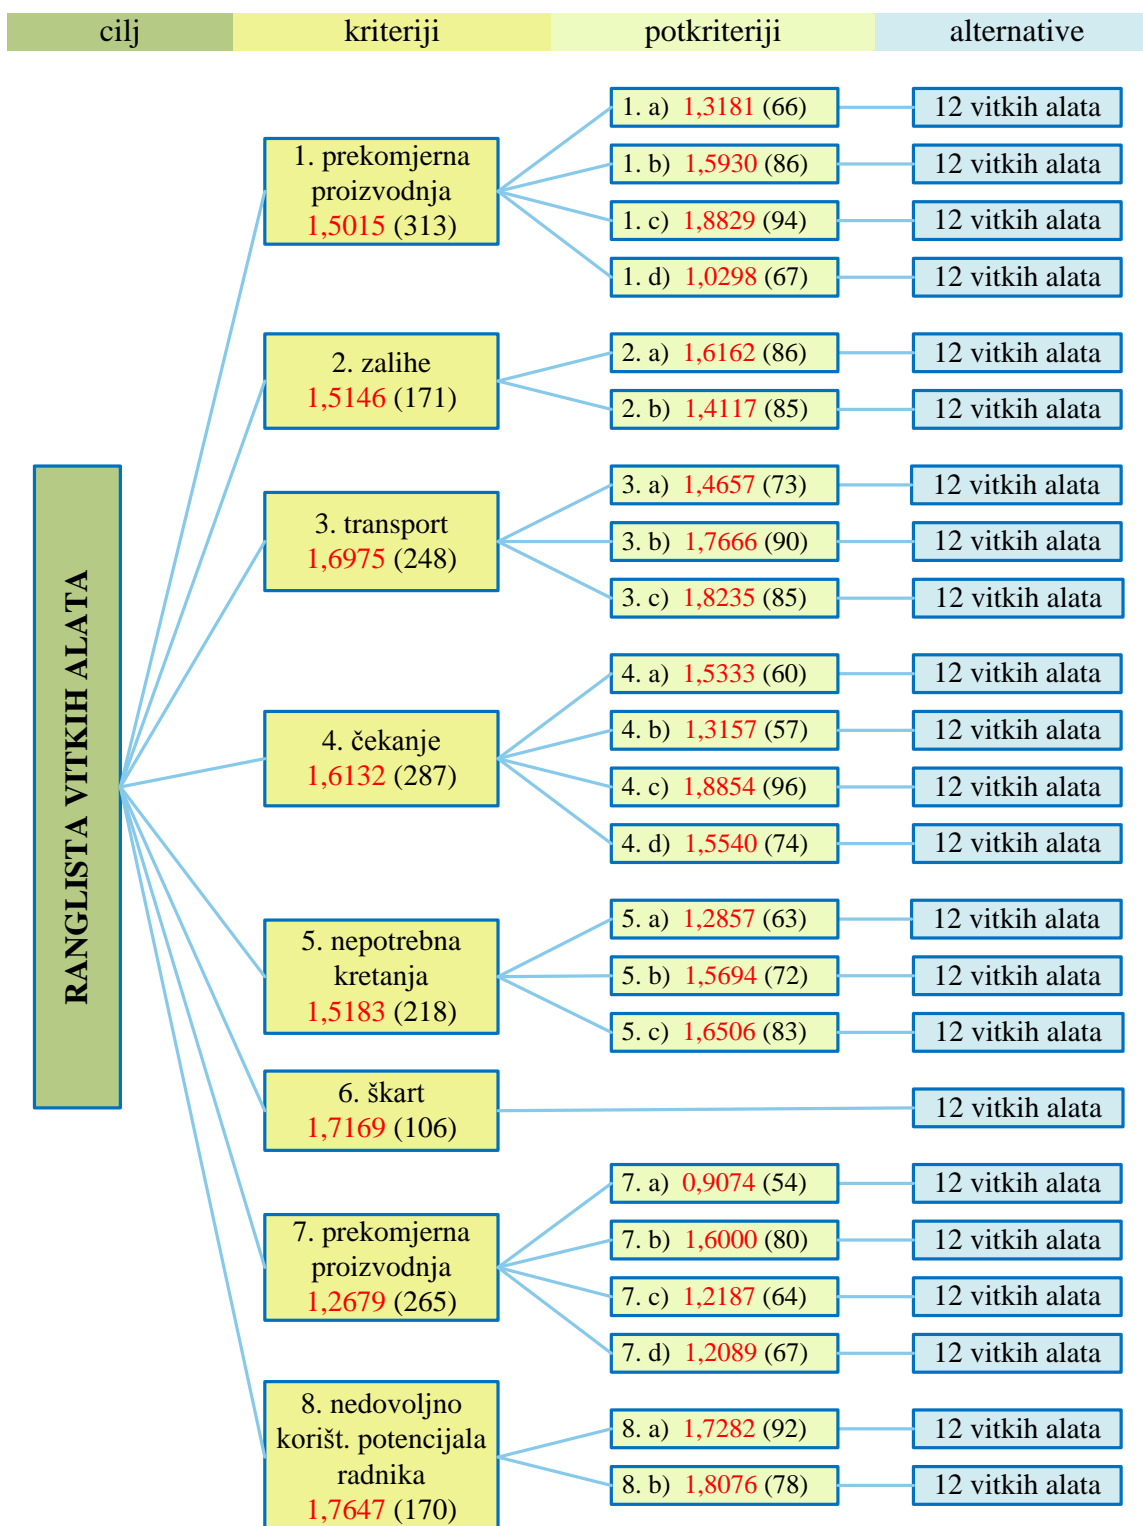 cilj
kriteriji
potkriteriji
alternative
RANGLISTA VITKIH ALATA
1. prekomjerna
proizvodnja
1,5015 (313)
1. a) 1,3181 (66)
12 vitkih alata
1. b) 1,5930 (86)
12 vitkih alata
1. c) 1,8829 (94)
12 vitkih alata
1. d) 1,0298 (67)
12 vitkih alata
2. zalihe
1,5146 (171)
2. a) 1,6162 (86)
12 vitkih alata
2. b) 1,4117 (85)
12 vitkih alata
3. transport
1,6975 (248)
3. a) 1,4657 (73)
12 vitkih alata
3. b) 1,7666 (90)
12 vitkih alata
3. c) 1,8235 (85)
12 vitkih alata
4. čekanje
1,6132 (287)
4. a) 1,5333 (60)
12 vitkih alata
4. b) 1,3157 (57)
12 vitkih alata
4. c) 1,8854 (96)
12 vitkih alata
4. d) 1,5540 (74)
12 vitkih alata
5. nepotrebna
kretanja
1,5183 (218)
5. a) 1,2857 (63)
12 vitkih alata
5. b) 1,5694 (72)
12 vitkih alata
5. c) 1,6506 (83)
12 vitkih alata
6. škart
1,7169 (106)
12 vitkih alata
7. prekomjerna
proizvodnja
1,2679 (265)
7. a) 0,9074 (54)
12 vitkih alata
7. b) 1,6000 (80)
12 vitkih alata
7. c) 1,2187 (64)
12 vitkih alata
7. d) 1,2089 (67)
12 vitkih alata
8. nedovoljno
korišt. potencijala
radnika
1,7647 (170)
8. a) 1,7282 (92)
12 vitkih alata
8. b) 1,8076 (78)
12 vitkih alata